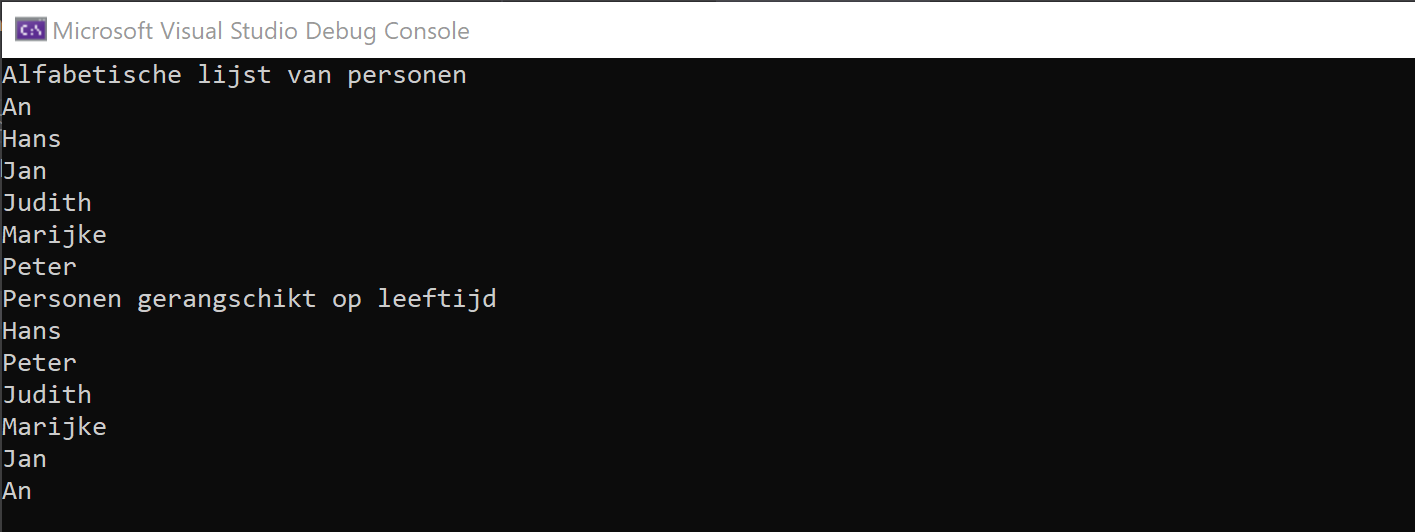 Microsoft Visual Studio Debug Console
Alfabetische lijst van personen
An
Hans
Jan
Judith
Marijke
Peter
Personen gerangschikt op leeftijd
Hans
Peter
Judith
Marijke
Jan
An